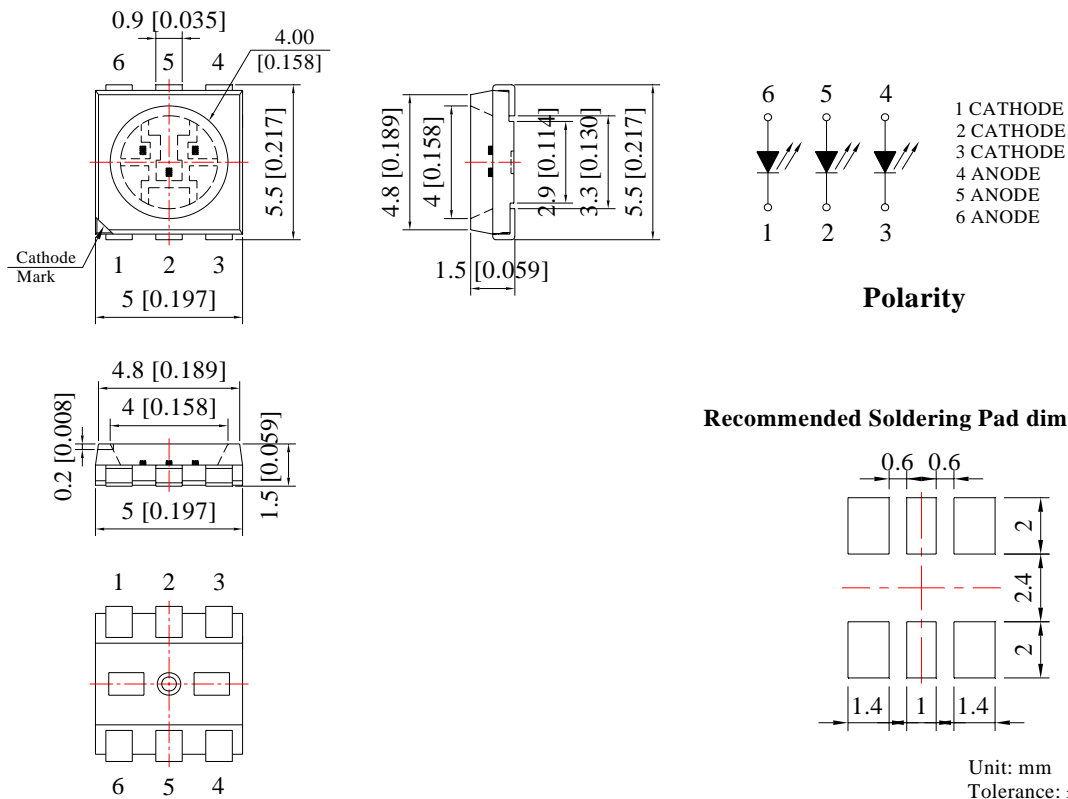 0.9 [0.035]
4.00
[0.158]
6 5 4
5.5 [0.217]
Cathode
Mark
1 2 3
5 [0.197]
4.8 [0.189]
4 [0.158]
2.9 [0.114]
3.3 [0.130]
5.5 [0.217]
1.5 [0.059]
6 5 4
1 2 3
1 CATHODE
2 CATHODE
3 CATHODE
4 ANODE
5 ANODE
6 ANODE
Polarity
4.8 [0.189]
4 [0.158]
0.2 [0.008]
1.5 [0.059]
5 [0.197]
1 2 3
6 5 4
Recommended Soldering Pad dim
0.6 0.6
2
2.4
2
1.4 1 1.4
Unit: mm
Tolerance: